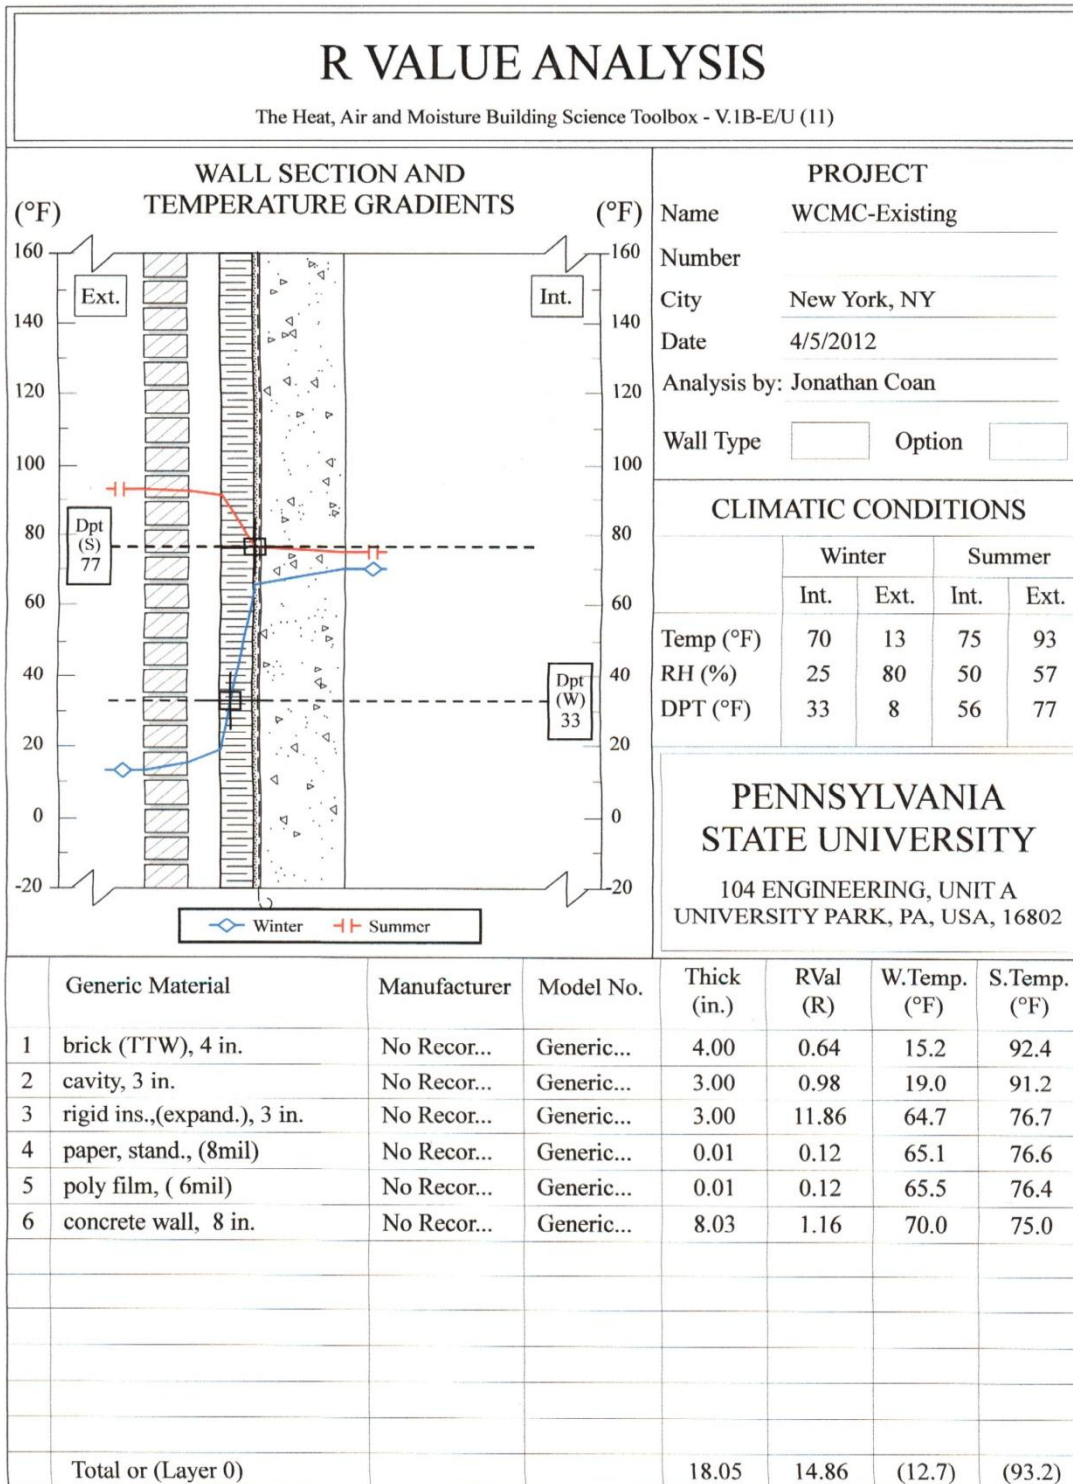 R VALUE ANALYSIS
The Heat, Air and Moisture Building Science Toolbox - V.1B-E/U (11)
WALL SECTION AND
TEMPERATURE GRADIENTS
(°F)
(°F)
160
140
120
100
80
60
40
20
0
-20
Ext.
Int.
160
140
120
100
80
60
40
20
0
-20
Dpt
(S)
77
Dpt
(W)
33
Winter Summer
PROJECT
Name WCMC-Existing
Number
City New York, NY
Date 4/5/2012
Analysis by: Jonathan Coan
Wall Type Option
CLIMATIC CONDITIONS
Winter Summer
Int. Ext. Int. Ext.
Temp (°F) 70 13 75 93
RH (%) 25 80 50 57
DPT (°F) 33 8 56 77
PENNSYLVANIA
STATE UNIVERSITY
104 ENGINEERING, UNIT A
UNIVERSITY PARK, PA, USA, 16802
Generic Material Manufacturer Model No. Thick RVal W.Temp. S.Temp.
(in.) (R) (°F) (°F)
1 brick (TTW), 4 in. No Recor... Generic... 4.00 0.64 15.2 92.4
2 cavity, 3 in. No Recor... Generic... 3.00 0.98 19.0 91.2
3 rigid ins.,(expand.), 3 in. No Recor... Generic... 3.00 11.86 64.7 76.7
4 paper, stand., (8mil) No Recor... Generic... 0.01 0.12 65.1 76.6
5 poly film, ( 6mil) No Recor... Generic... 0.01 0.12 65.5 76.4
6 concrete wall, 8 in. No Recor... Generic... 8.03 1.16 70.0 75.0
Total or (Layer 0) 18.05 14.86 (12.7) (93.2)